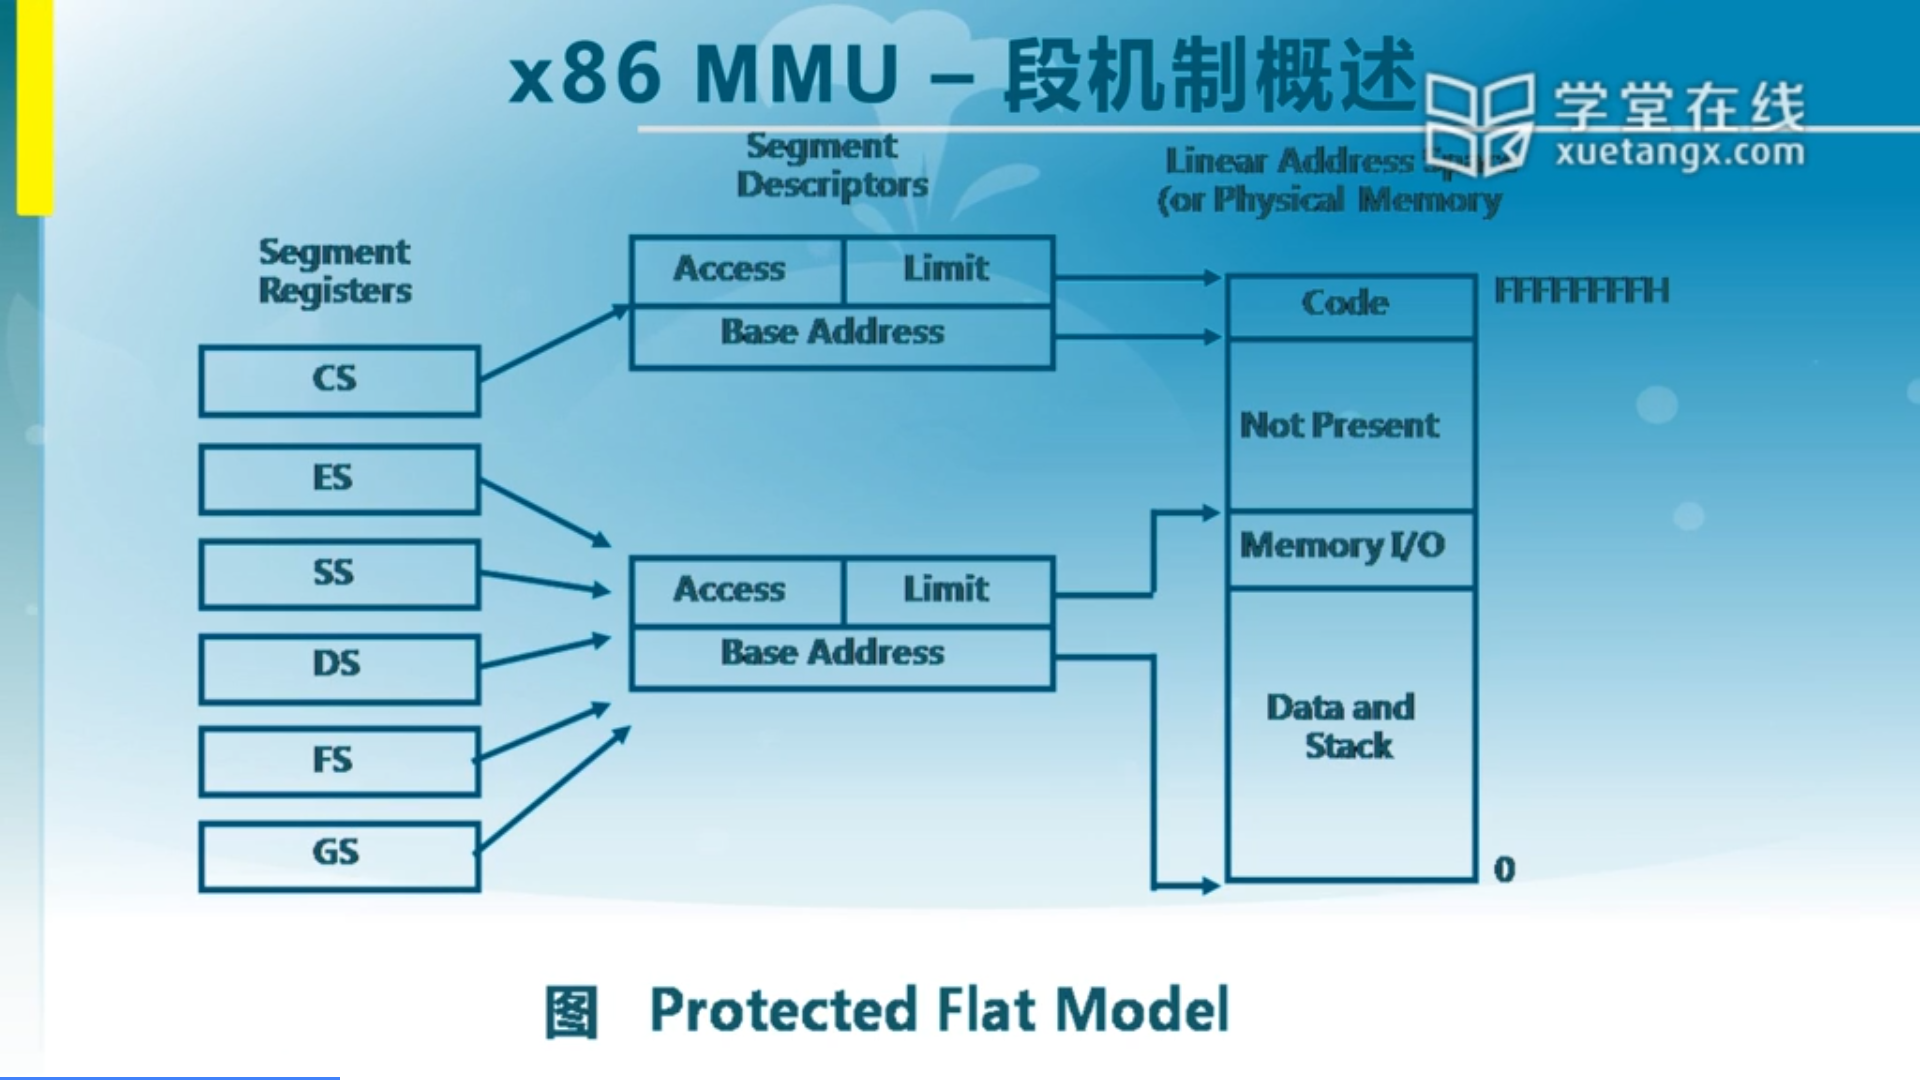 x86 MMU – 段机制概述
学堂在线
xuetangx.com
Segment
Descriptors
Linear Address Space
(or Physical Memory
Segment
Registers
Access
Limit
Base Address
CS
ES
SS
DS
FS
GS
Access
Limit
Base Address
Code
Not Present
Memory I/O
Data and
Stack
FFFFFFFFH
0
图 Protected Flat Model